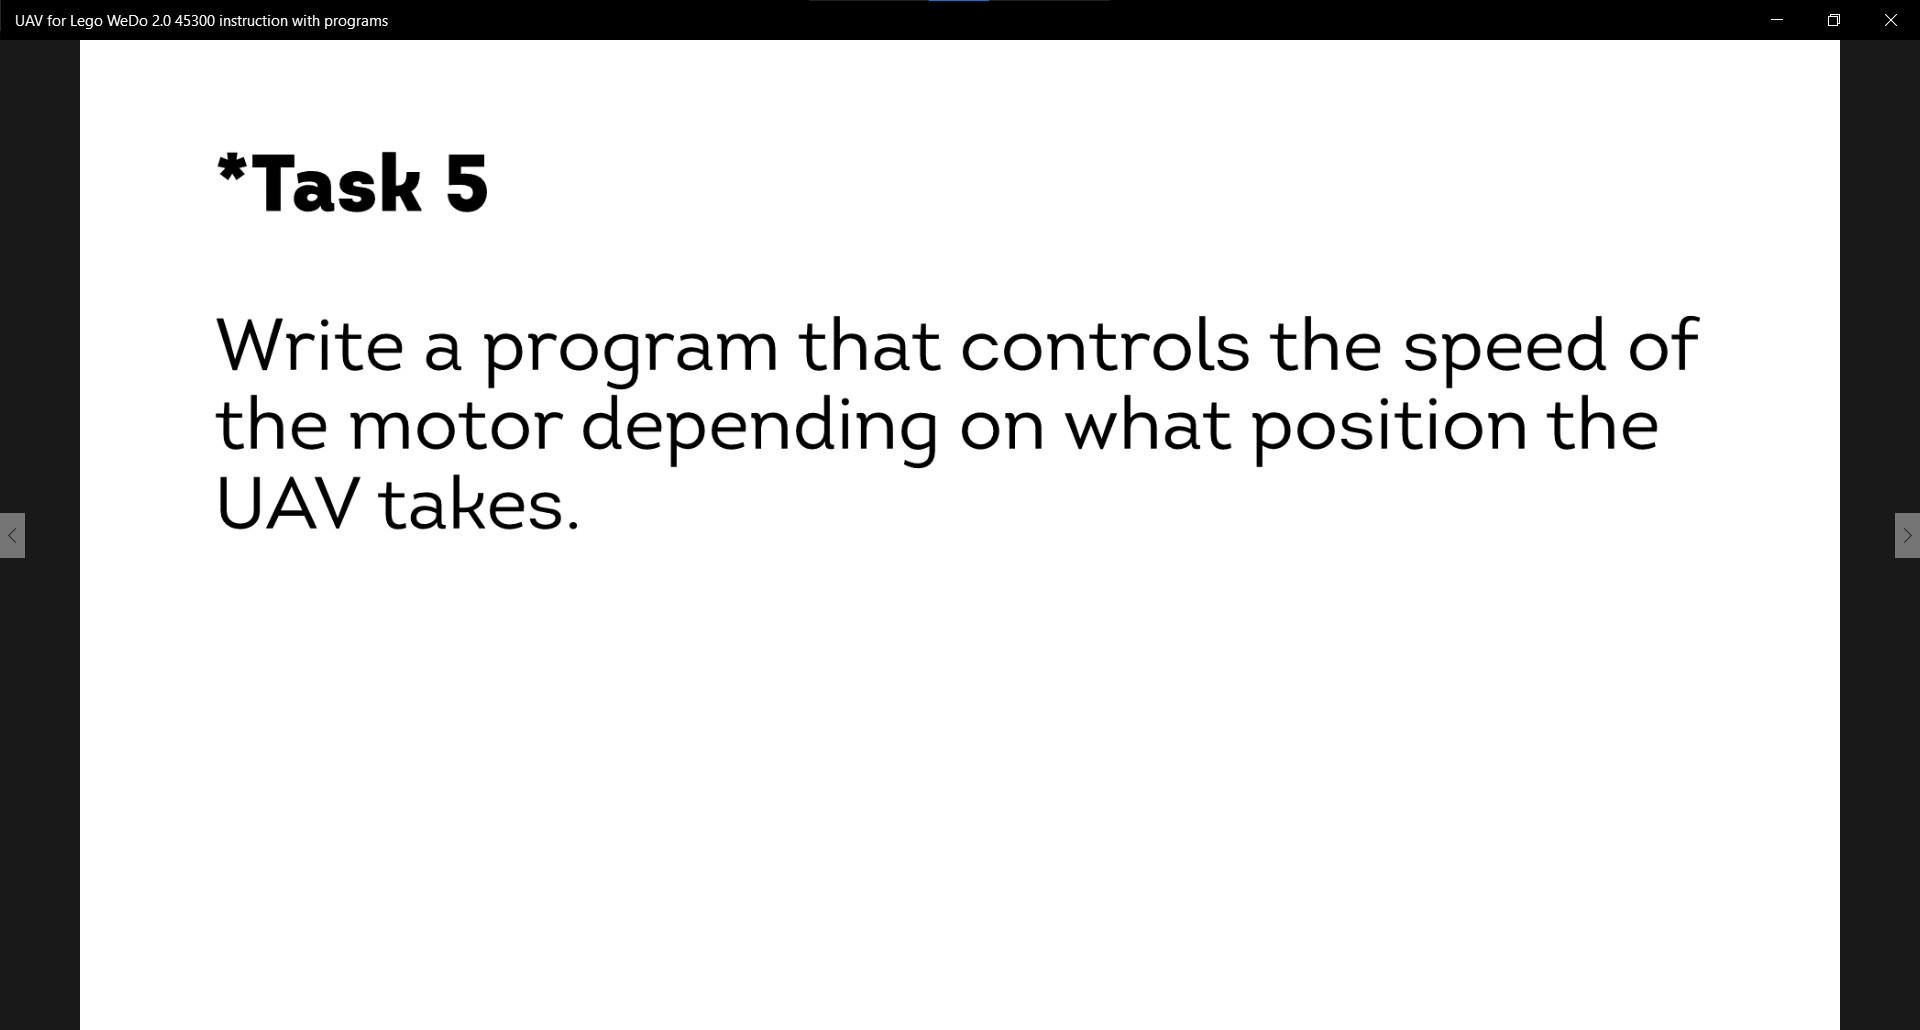 UAV for Lego WeDo 2.0 45300 instruction with programs
*Task 5
Write a program that controls the speed of
the motor depending on what position the
UAV takes.